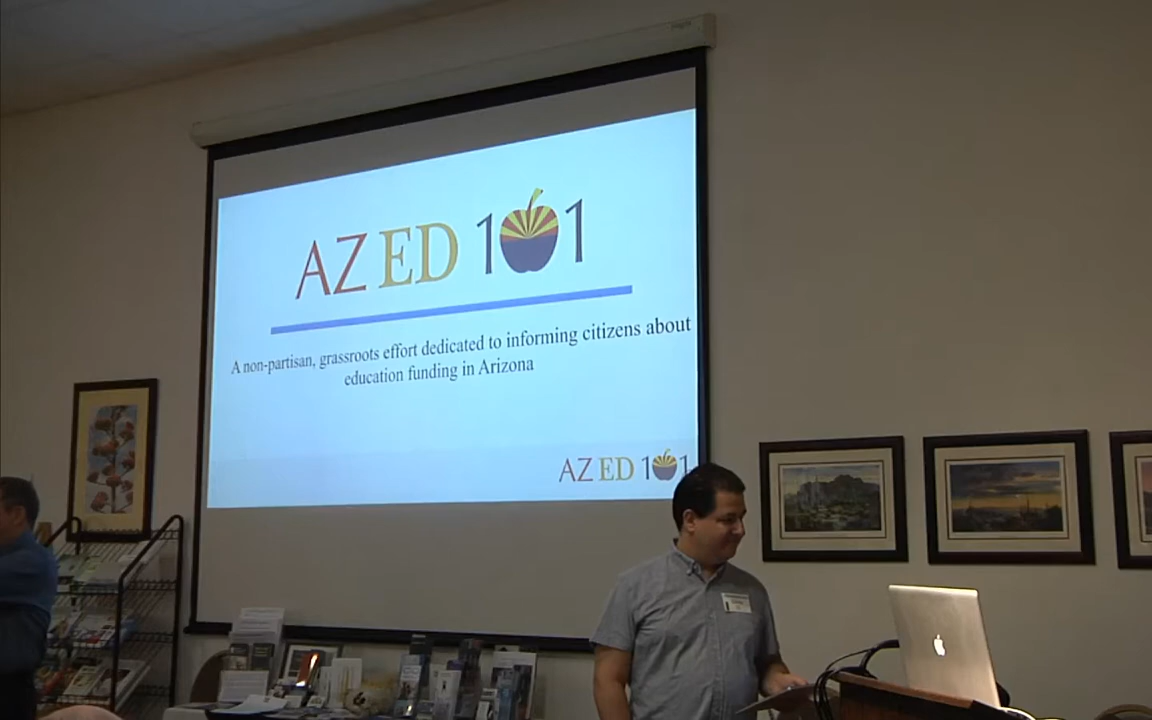 AZ ED 101
A non-partisan, grassroots effort dedicated to informing citizens about
education funding in Arizona
AZ ED 101